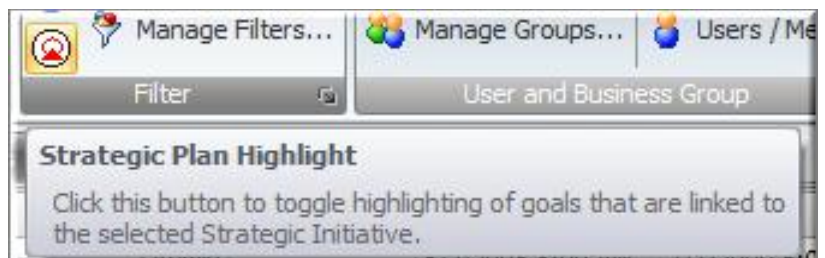 Manage Filters...
Manage Groups...
Users / Me
Filter
User and Business Group
Strategic Plan Highlight
Click this button to toggle highlighting of goals that are linked to
the selected Strategic Initiative.